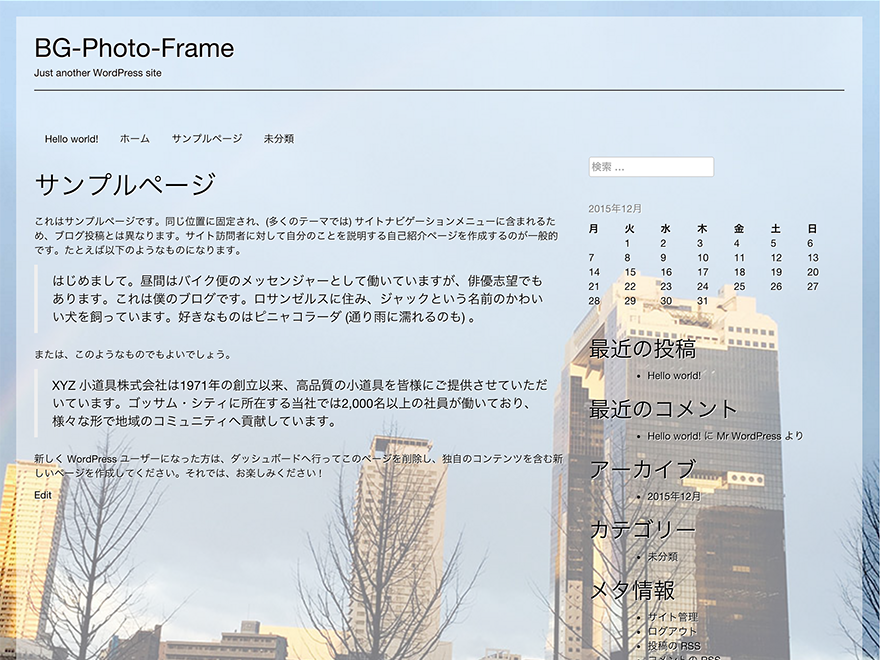 BG-Photo-Frame
Just another WordPress site
Hello world! ホーム サンプルページ 未分類
サンプルページ
これはサンプルページです。同じ位置に固定され、(多くのテーマでは) サイトナビゲーションメニューに含まれるた
め、ブログ投稿とは異なります。サイト訪問者に対して自分のことを説明する自己紹介ページを作成するのが一般的
です。たとえば以下のようなものになります。
はじめまして。昼間はバイク便のメッセンジャーとして働いていますが、俳優志望でも
あります。これは僕のブログです。ロサンゼルスに住み、ジャックという名前のかわい
い犬を飼っています。好きなものはピニャコラーダ (通り雨に濡れるのも) 。
または、このようなものでもよいでしょう。
XYZ 小道具株式会社は1971年の創立以来、高品質の小道具を皆様にご提供させていただ
いています。ゴッサム・シティに所在する当社では2,000名以上の社員が働いており、
様々な形で地域のコミュニティへ貢献しています。
新しく WordPress ユーザーになった方は、ダッシュボードへ行ってこのページを削除し、独自のコンテンツを含む新
しいページを作成してください。それでは、お楽しみください !
Edit
検索 ...
2015年12月
月 火 水 木 金 土 日
1 2 3 4 5 6
7 8 9 10 11 12 13
14 15 16 17 18 19 20
21 22 23 24 25 26 27
28 29 30 31
最近の投稿
• Hello world!
最近のコメント
• Hello world! に Mr WordPress より
アーカイブ
• 2015年12月
カテゴリー
• 未分類
メタ情報
• サイト管理
• ログアウト
• 投稿の RSS
• コメントの RSS